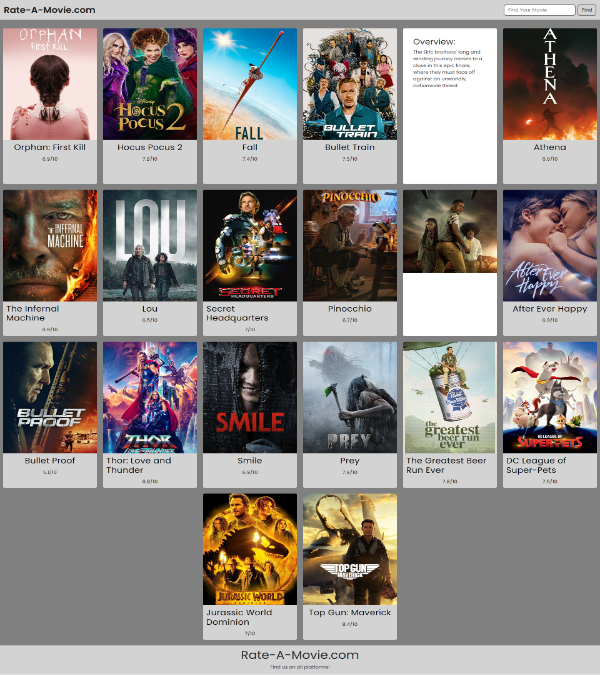 Rate-A-Movie.com
Find Your Movie
Find
ORPHAN
FIRST KILL
Orphan: First Kill
6.9/10
Disney
HOCUS
POCUS 2
Hocus Pocus 2
7.8/10
FALL
Fall
7.4/10
BULLET
TRAIN
Bullet Train
7.5/10
Overview:
The Elric brothers' long and
winding journey comes to a
close in this epic finale,
where they must face off
against an unworldly,
nationwide threat.
ATHENA
Athena
6.6/10
THE INFERNAL
MACHINE
The Infernal
Machine
LOU
Lou
6.5/10
SECRET
HEADQUARTERS
Secret
Headquarters
7/10
PINOCCHIO
Pinocchio
6.7/10
After Ever
Happy
After Ever Happy
BULLET
PROOF
Bullet Proof
5.1/10
THOR
LOVE AND THUNDER
Thor: Love and
Thunder
6.8/10
SMILE
Smile
6.9/10
PREY
Prey
7.9/10
Pabst
Blue Ribbon
the
greatest
beer run
ever
The Greatest Beer
Run Ever
7.8/10
DC LEAGUE OF
SUPER-PETS
DC League of
Super-Pets
7.5/10
JURASSIC WORLD
DOMINION
Jurassic World
Dominion
7/10
TOP GUN
MAVERICK
Top Gun: Maverick
8.4/10
Rate-A-Movie.com
Find us on all platforms!